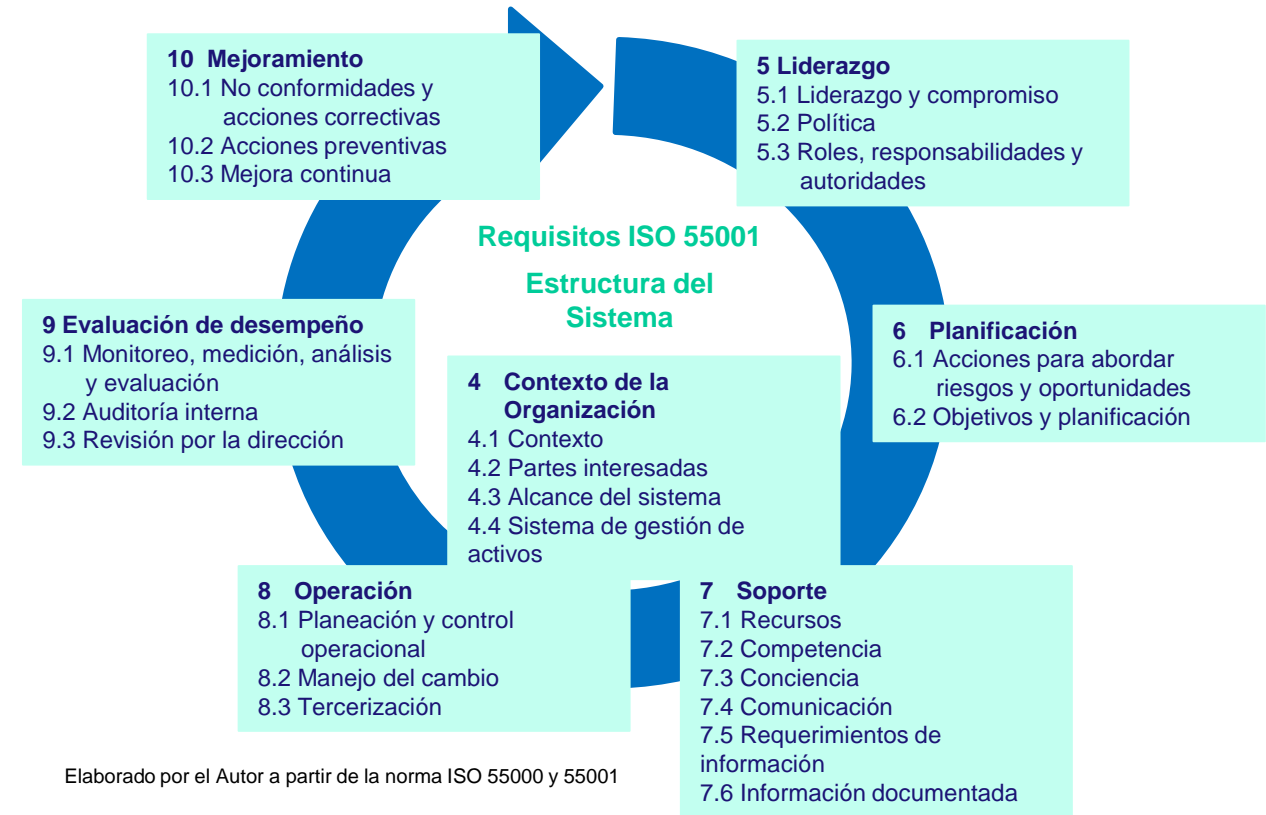 10 Mejoramiento
10.1 No conformidades y
acciones correctivas
10.2 Acciones preventivas
10.3 Mejora continua
5 Liderazgo
5.1 Liderazgo y compromiso
5.2 Política
5.3 Roles, responsabilidades y
autoridades
Requisitos ISO 55001
Estructura del
Sistema
9 Evaluación de desempeño
9.1 Monitoreo, medición, análisis
y evaluación
9.2 Auditoría interna
9.3 Revisión por la dirección
6 Planificación
6.1 Acciones para abordar
riesgos y oportunidades
6.2 Objetivos y planificación
4 Contexto de la
Organización
4.1 Contexto
4.2 Partes interesadas
4.3 Alcance del sistema
4.4 Sistema de gestión de
activos
8 Operación
8.1 Planeación y control
operacional
8.2 Manejo del cambio
8.3 Tercerización
7 Soporte
7.1 Recursos
7.2 Competencia
7.3 Conciencia
7.4 Comunicación
7.5 Requerimientos de
información
7.6 Información documentada
Elaborado por el Autor a partir de la norma ISO 55000 y 55001